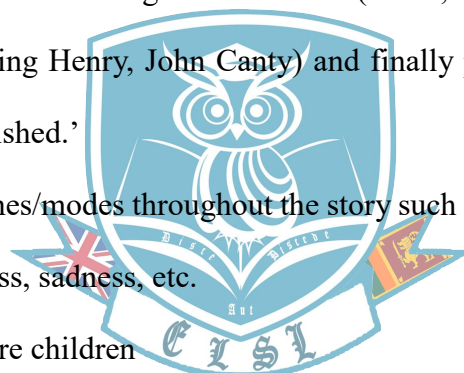 ing Henry, John Canty) and finally
shed.’
nes/modes throughout the story such
ss, sadness, etc.
re children
Disce Discede
Aut
ELSL